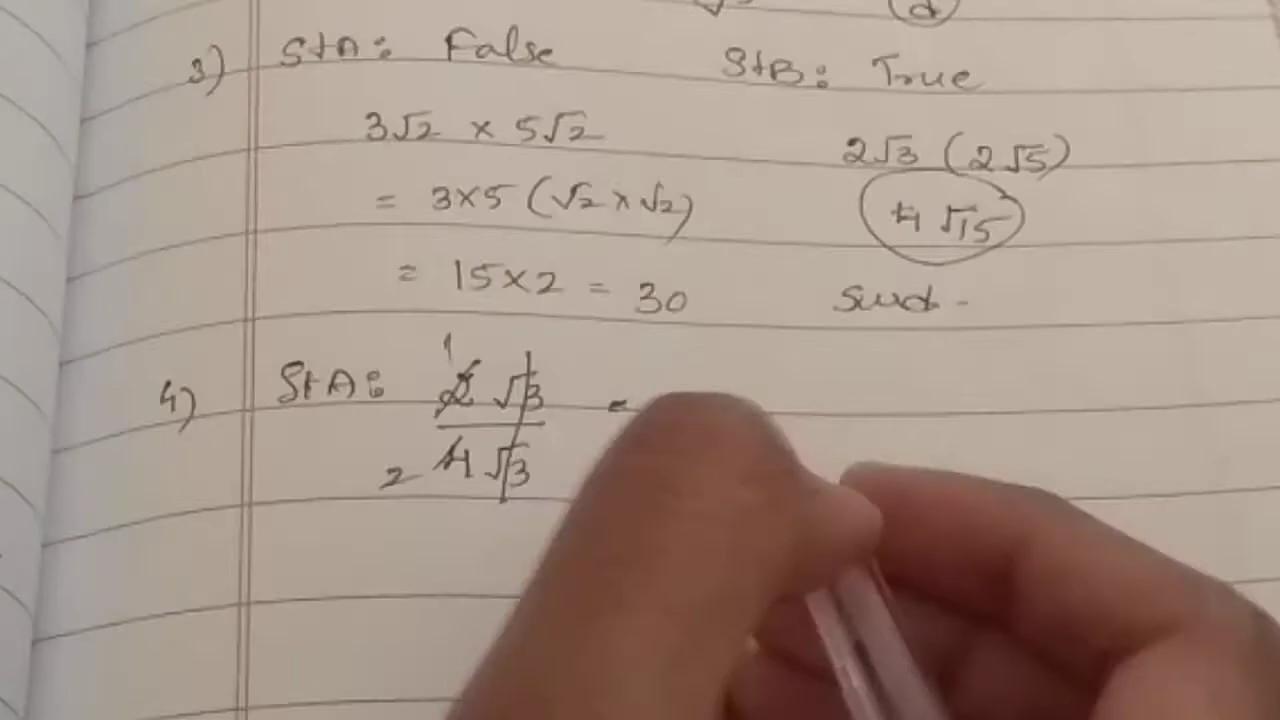 d
3) StA: False StB: True
3√2 × 5√2 2√3 (2√5)
= 3×5 (√2 × √2) 4√15
= 15×2 = 30 Surd -
4) StA: 1 2√3 =
2 4√3